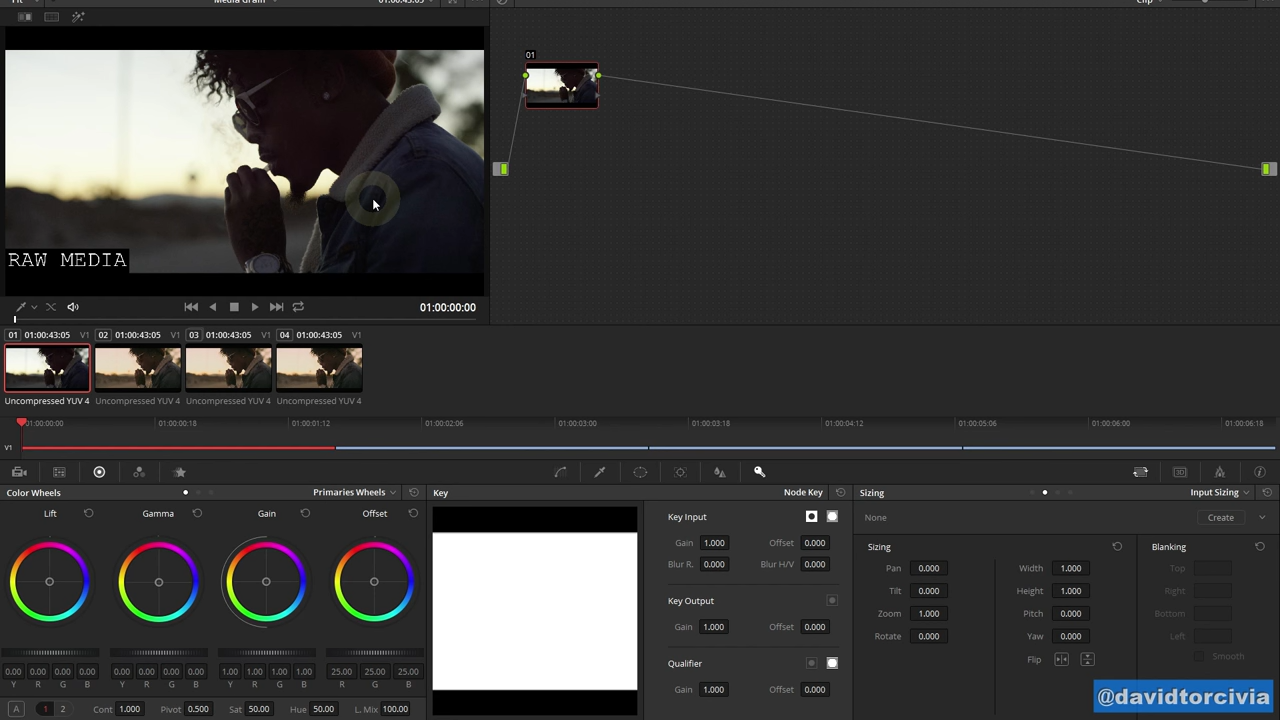 Fit
Media Grain
01:00:43:05
Clip
01
RAW MEDIA
01:00:00:00
01 01:00:43:05 V1 02 01:00:43:05 V1 03 01:00:43:05 V1 04 01:00:43:05 V1
Uncompressed YUV 4 Uncompressed YUV 4 Uncompressed YUV 4 Uncompressed YUV 4
01:00:00:00 01:00:00:18 01:00:01:12 01:00:02:06 01:00:03:00 01:00:03:18 01:00:04:12 01:00:05:06 01:00:06:00 01:00:06:18
V1
Color Wheels Primaries Wheels
Lift Gamma Gain Offset
0.00 0.00 0.00 0.00 0.00 0.00 0.00 0.00 1.00 1.00 1.00 1.00 25.00 25.00 25.00
Y R G B Y R G B Y R G B R G B
A 1 2 Cont 1.000 Pivot 0.500 Sat 50.00 Hue 50.00 L. Mix 100.00
Key Node Key
Key Input
Gain 1.000 Offset 0.000
Blur R. 0.000 Blur H/V 0.000
Key Output
Gain 1.000 Offset 0.000
Qualifier
Gain 1.000 Offset 0.000
Sizing Input Sizing
None Create
Sizing
Pan 0.000 Width 1.000
Tilt 0.000 Height 1.000
Zoom 1.000 Pitch 0.000
Rotate 0.000 Yaw 0.000
Flip
Blanking
Top
Right
Bottom
Left
Smooth
@davidtorcivia